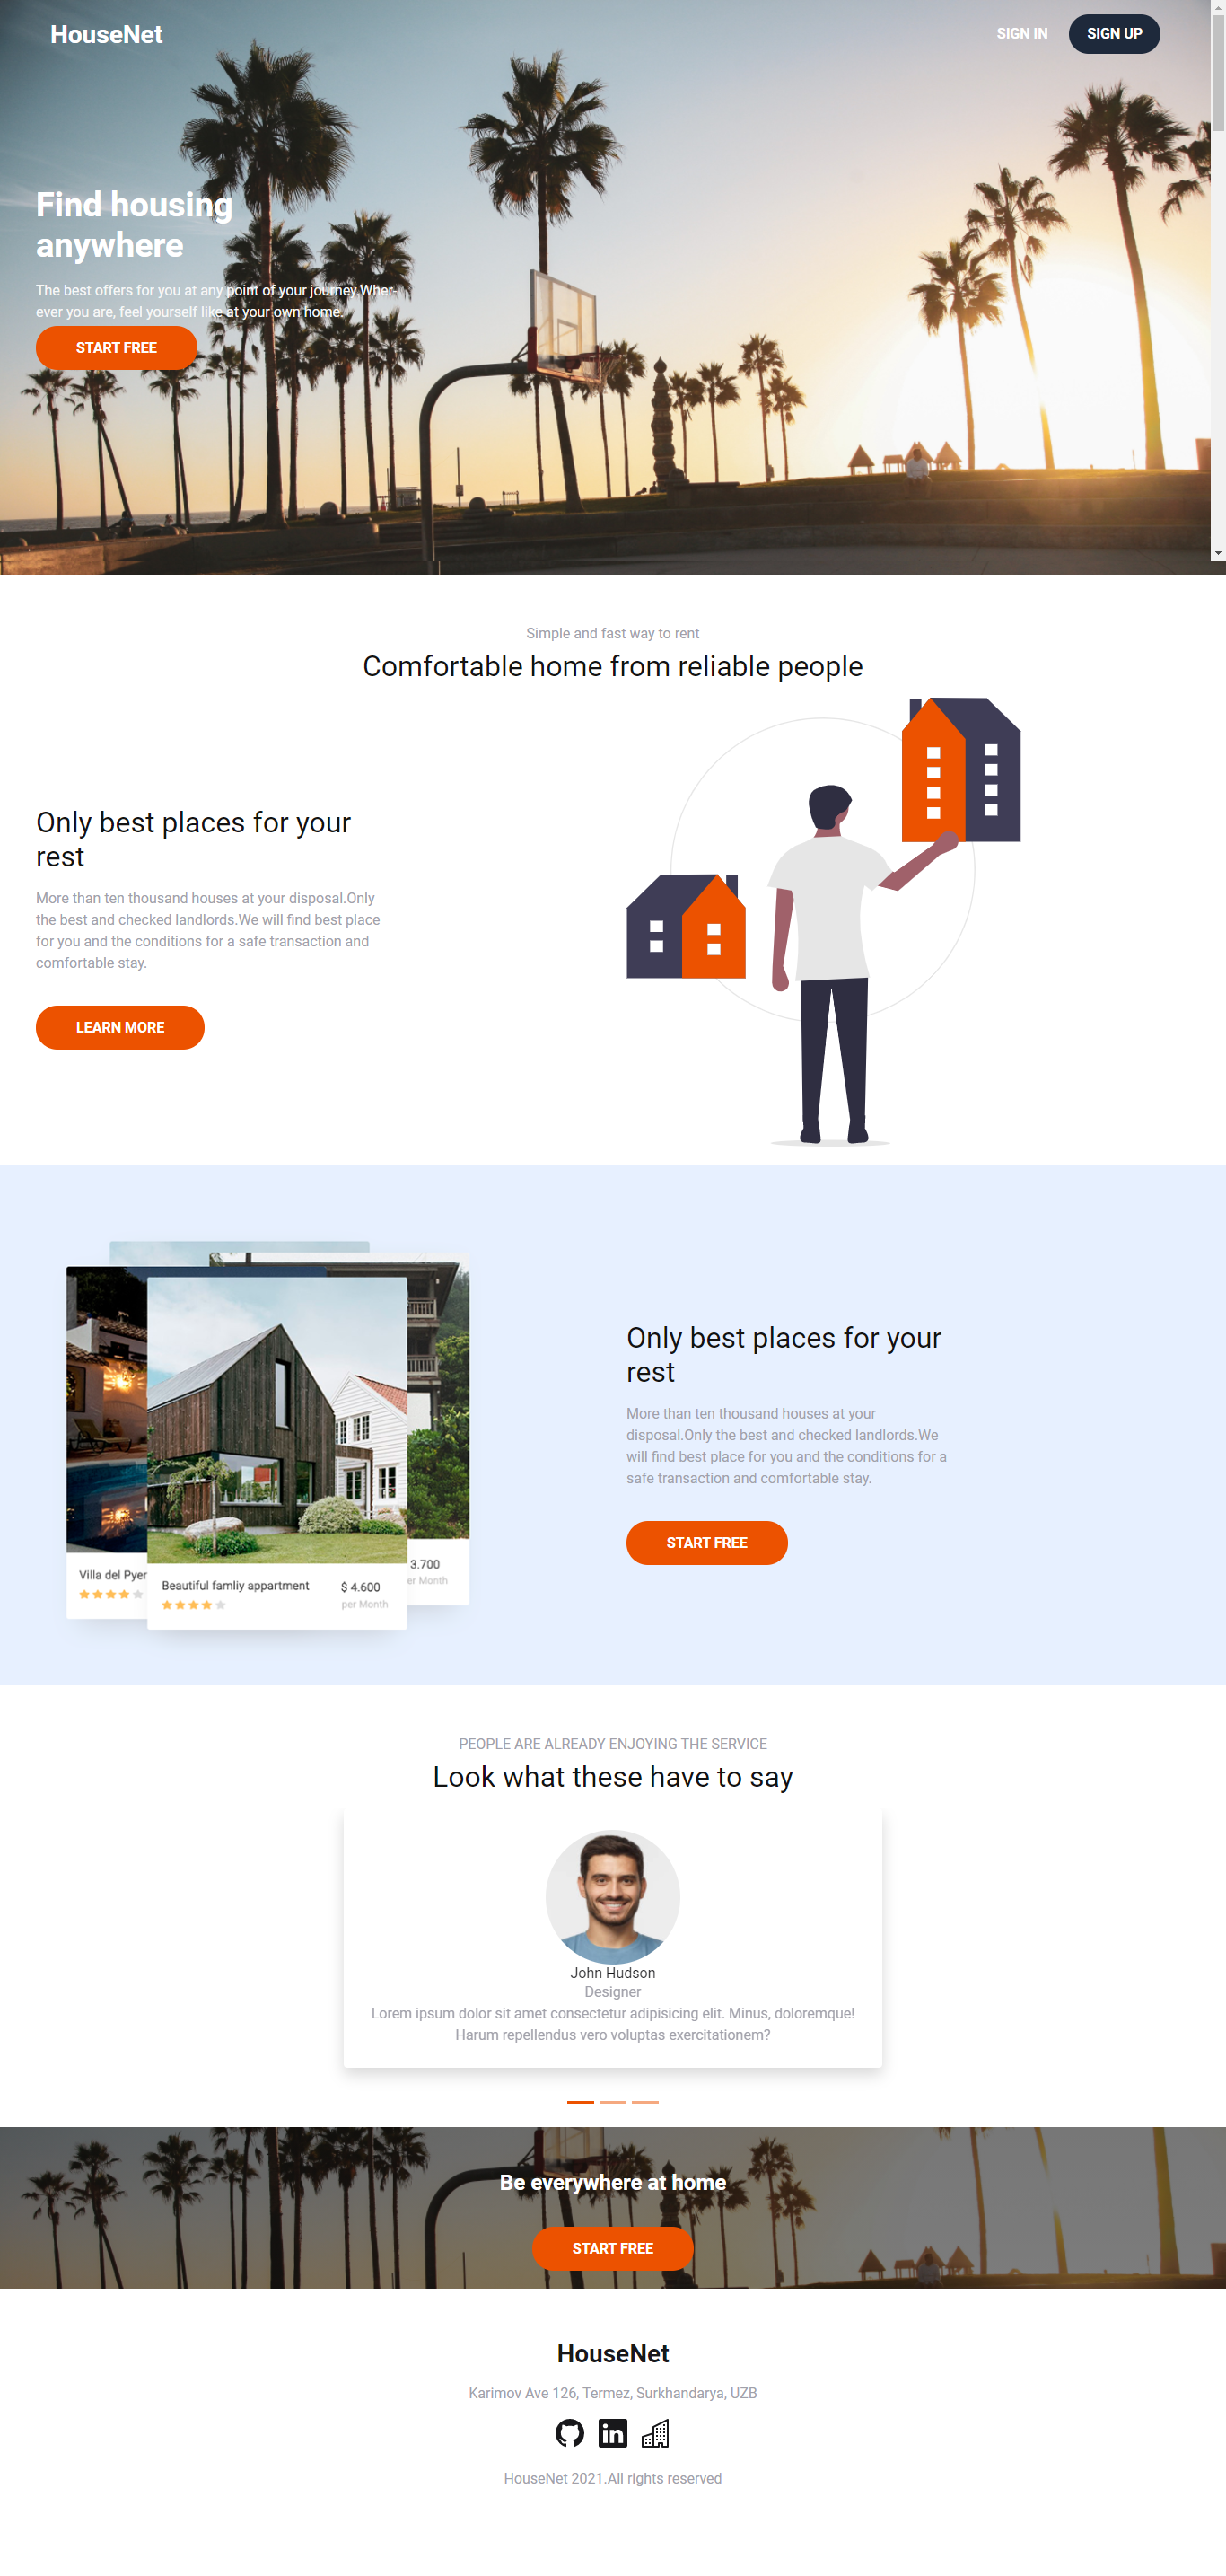 HouseNet
SIGN IN
SIGN UP
Find housing
anywhere
The best offers for you at any point of your journey.Wher-
ever you are, feel yourself like at your own home.
START FREE
Simple and fast way to rent
Comfortable home from reliable people
Only best places for your
rest
More than ten thousand houses at your disposal.Only
the best and checked landlords.We will find best place
for you and the conditions for a safe transaction and
comfortable stay.
LEARN MORE
Villa del Pyer
Beautiful famliy appartment
$ 4.600
per Month
3.700
er Month
Only best places for your
rest
More than ten thousand houses at your
disposal.Only the best and checked landlords.We
will find best place for you and the conditions for a
safe transaction and comfortable stay.
START FREE
PEOPLE ARE ALREADY ENJOYING THE SERVICE
Look what these have to say
John Hudson
Designer
Lorem ipsum dolor sit amet consectetur adipisicing elit. Minus, doloremque!
Harum repellendus vero voluptas exercitationem?
Be everywhere at home
START FREE
HouseNet
Karimov Ave 126, Termez, Surkhandarya, UZB
in
HouseNet 2021.All rights reserved